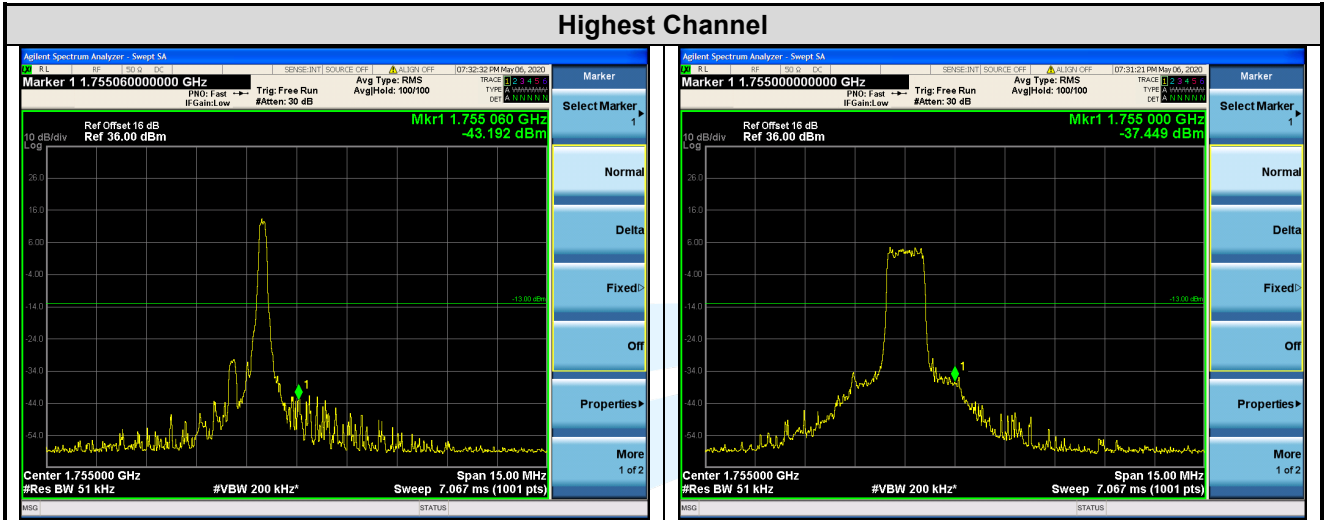 Highest Channel
Agilent Spectrum Analyzer - Swept SA
RL RF 50 Ω DC SENSE:INT SOURCE OFF ALIGN OFF 07:32:32 PM May 06, 2020
Marker 1 1.755060000000 GHz
PNO: Fast
IFGain:Low
Trig: Free Run
#Atten: 30 dB
Avg Type: RMS
Avg|Hold: 100/100
TRACE 1 2 3 4 5 6
TYPE A
DET A N N N N N
Mkr1 1.755 060 GHz
-43.192 dBm
Ref Offset 16 dB
10 dB/div Ref 36.00 dBm
Log
26.0
16.0
6.00
-4.00
-14.0
-24.0
-34.0
-44.0
-54.0
-13.00 dBm
1
Center 1.755000 GHz Span 15.00 MHz
#Res BW 51 kHz #VBW 200 kHz* Sweep 7.067 ms (1001 pts)
MSG STATUS
Marker
Select Marker
1
Normal
Delta
Fixed
Off
Properties
More
1 of 2
Agilent Spectrum Analyzer - Swept SA
RL RF 50 Ω DC SENSE:INT SOURCE OFF ALIGN OFF 07:31:21 PM May 06, 2020
Marker 1 1.755000000000 GHz
PNO: Fast
IFGain:Low
Trig: Free Run
#Atten: 30 dB
Avg Type: RMS
Avg|Hold: 100/100
TRACE 1 2 3 4 5 6
TYPE A
DET A N N N N N
Mkr1 1.755 000 GHz
-37.449 dBm
Ref Offset 16 dB
10 dB/div Ref 36.00 dBm
Log
26.0
16.0
6.00
-4.00
-14.0
-24.0
-34.0
-44.0
-54.0
-13.00 dBm
1
Center 1.755000 GHz Span 15.00 MHz
#Res BW 51 kHz #VBW 200 kHz* Sweep 7.067 ms (1001 pts)
MSG STATUS
Marker
Select Marker
1
Normal
Delta
Fixed
Off
Properties
More
1 of 2